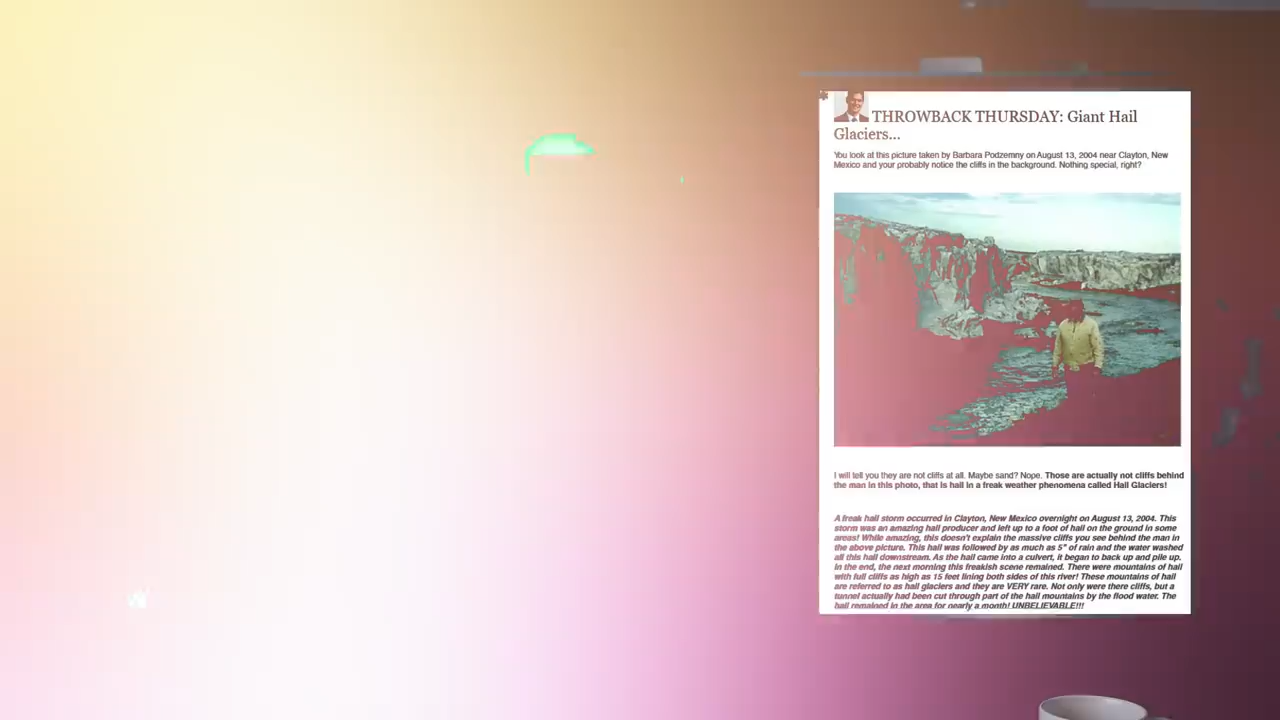 THROWBACK THURSDAY: Giant Hail
Glaciers...
You look at this picture taken by Barbara Podzemny on August 13, 2004 near Clayton, New
Mexico and your probably notice the cliffs in the background. Nothing special, right?
I will tell you they are not cliffs at all. Maybe sand? Nope. Those are actually not cliffs behind
the man in this photo, that is hail in a freak weather phenomena called Hail Glaciers!
A freak hail storm occurred in Clayton, New Mexico overnight on August 13, 2004. This
storm was an amazing hail producer and left up to a foot of hail on the ground in some
areas! While amazing, this doesn't explain the massive cliffs you see behind the man in
the above picture. This hail was followed by as much as 5" of rain and the water washed
all this hail downstream. As the hail came into a culvert, it began to back up and pile up.
In the end, the next morning this freakish scene remained. There were mountains of hail
with full cliffs as high as 15 feet lining both sides of this river! These mountains of hail
are referred to as hail glaciers and they are VERY rare. Not only were there cliffs, but a
tunnel actually had been cut through part of the hail mountains by the flood water. The
hail remained in the area for nearly a month! UNBELIEVABLE!!!